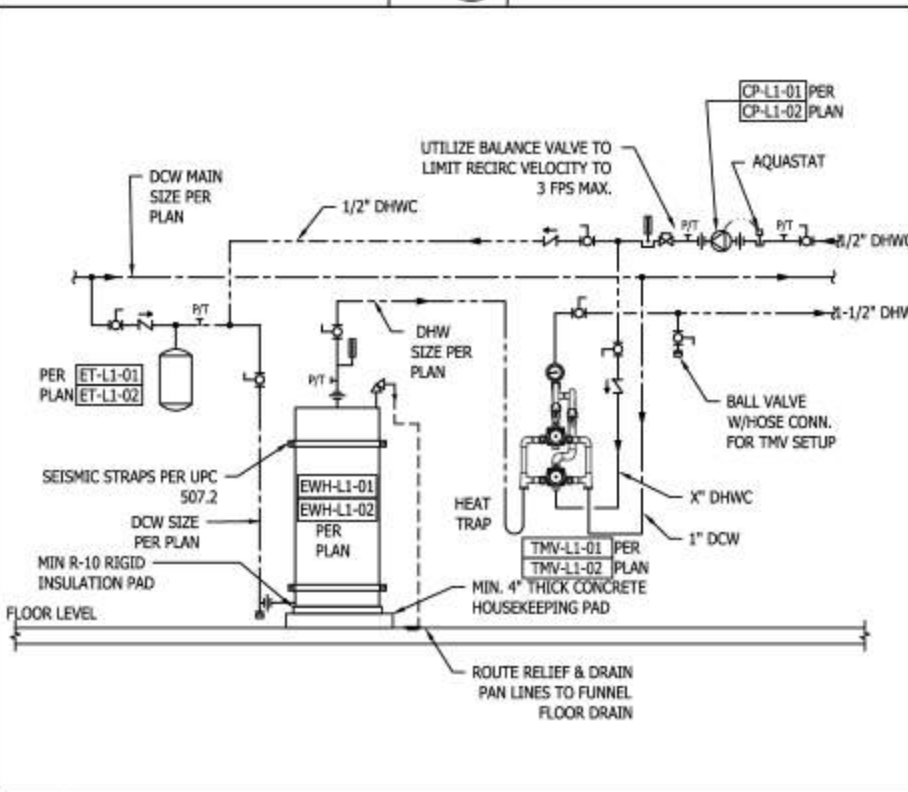 CP-L1-01 PER
CP-L1-02 PLAN
UTILIZE BALANCE VALVE TO
LIMIT RECIRC VELOCITY TO
3 FPS MAX.
AQUASTAT
DCW MAIN
SIZE PER
PLAN
1/2" DHWC
P/T
P/T
1/2" DHWC
P/T
1-1/2" DHW
DHW
SIZE PER
PLAN
PER ET-L1-01
PLAN ET-L1-02
P/T
BALL VALVE
W/HOSE CONN.
FOR TMV SETUP
SEISMIC STRAPS PER UPC
507.2
EWH-L1-01
EWH-L1-02
PER
PLAN
HEAT
TRAP
X" DHWC
DCW SIZE
PER PLAN
1" DCW
TMV-L1-01 PER
TMV-L1-02 PLAN
MIN R-10 RIGID
INSULATION PAD
MIN. 4" THICK CONCRETE
HOUSEKEEPING PAD
FLOOR LEVEL
ROUTE RELIEF & DRAIN
PAN LINES TO FUNNEL
FLOOR DRAIN